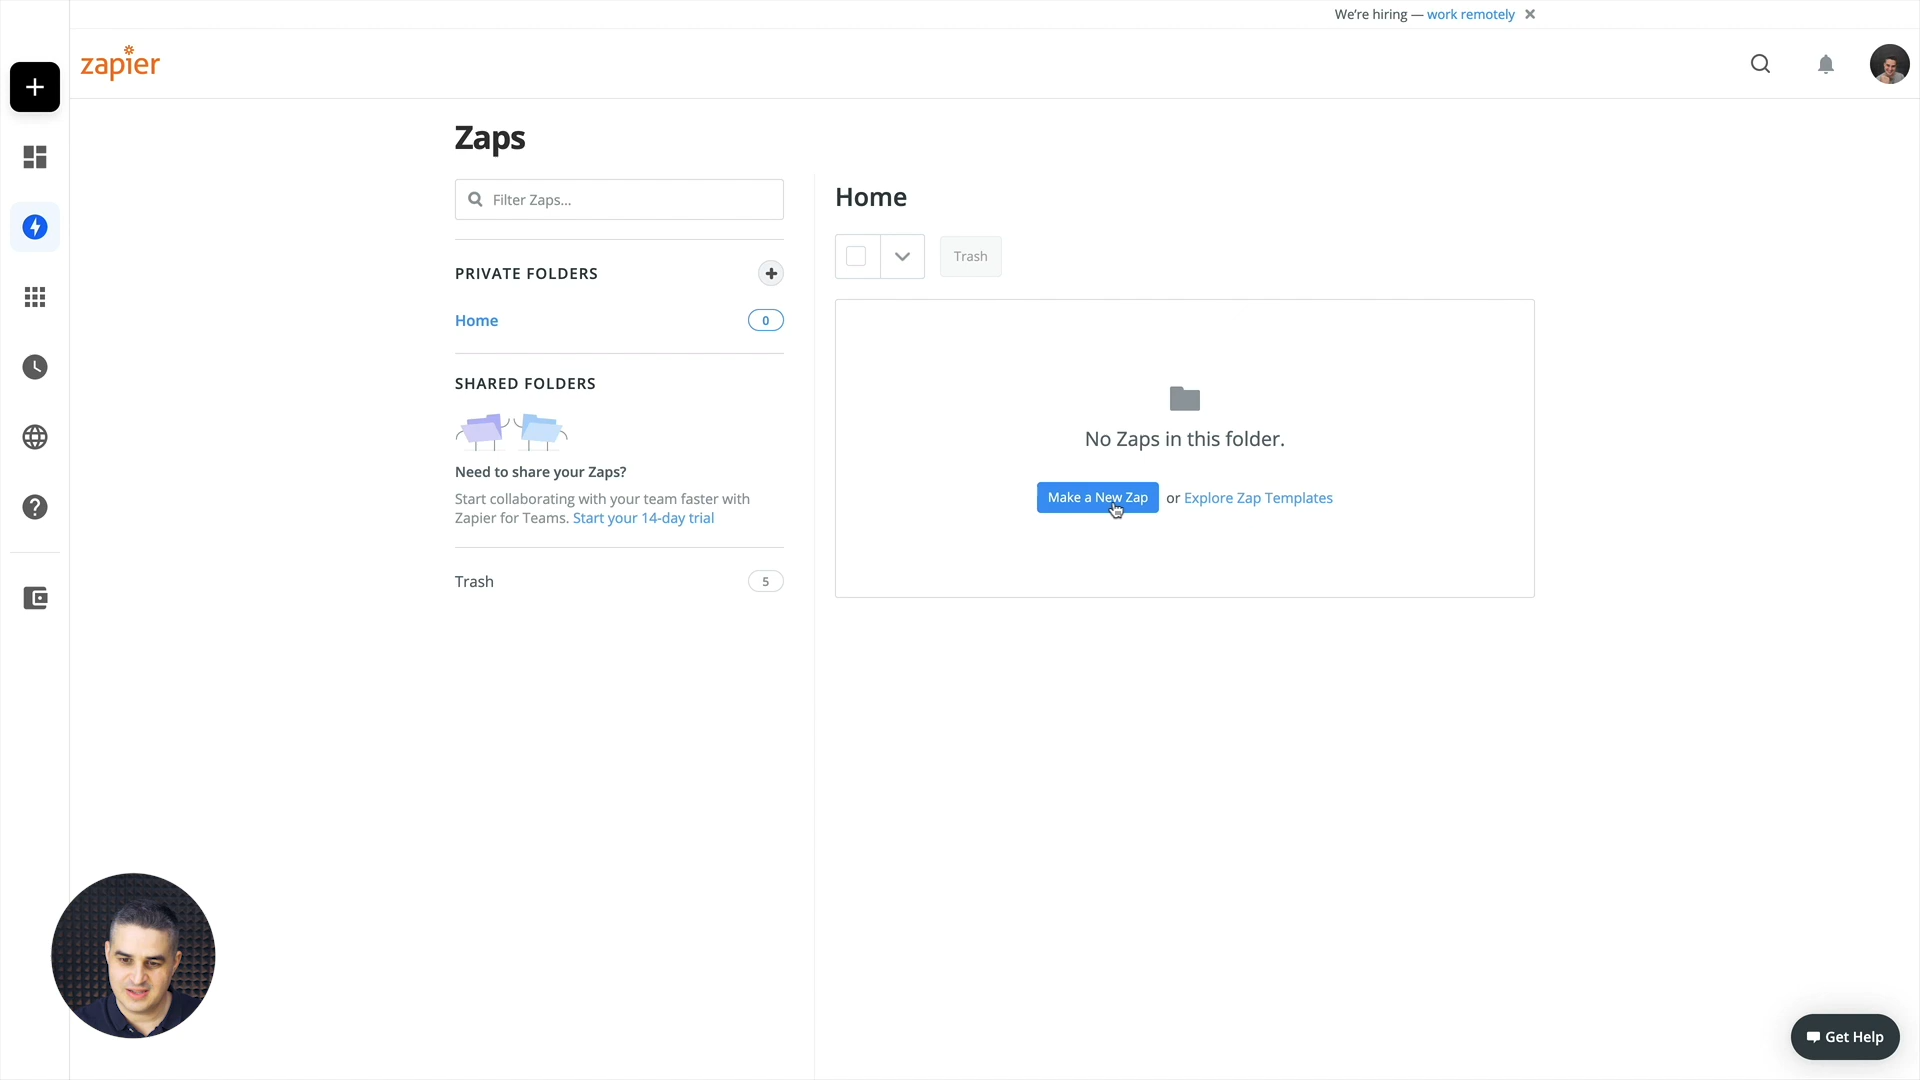 We're hiring — work remotely
zapier
Zaps
Filter Zaps...
PRIVATE FOLDERS
Home 0
SHARED FOLDERS
Need to share your Zaps?
Start collaborating with your team faster with
Zapier for Teams. Start your 14-day trial
Trash 5
Home
Trash
No Zaps in this folder.
Make a New Zap or Explore Zap Templates
Get Help